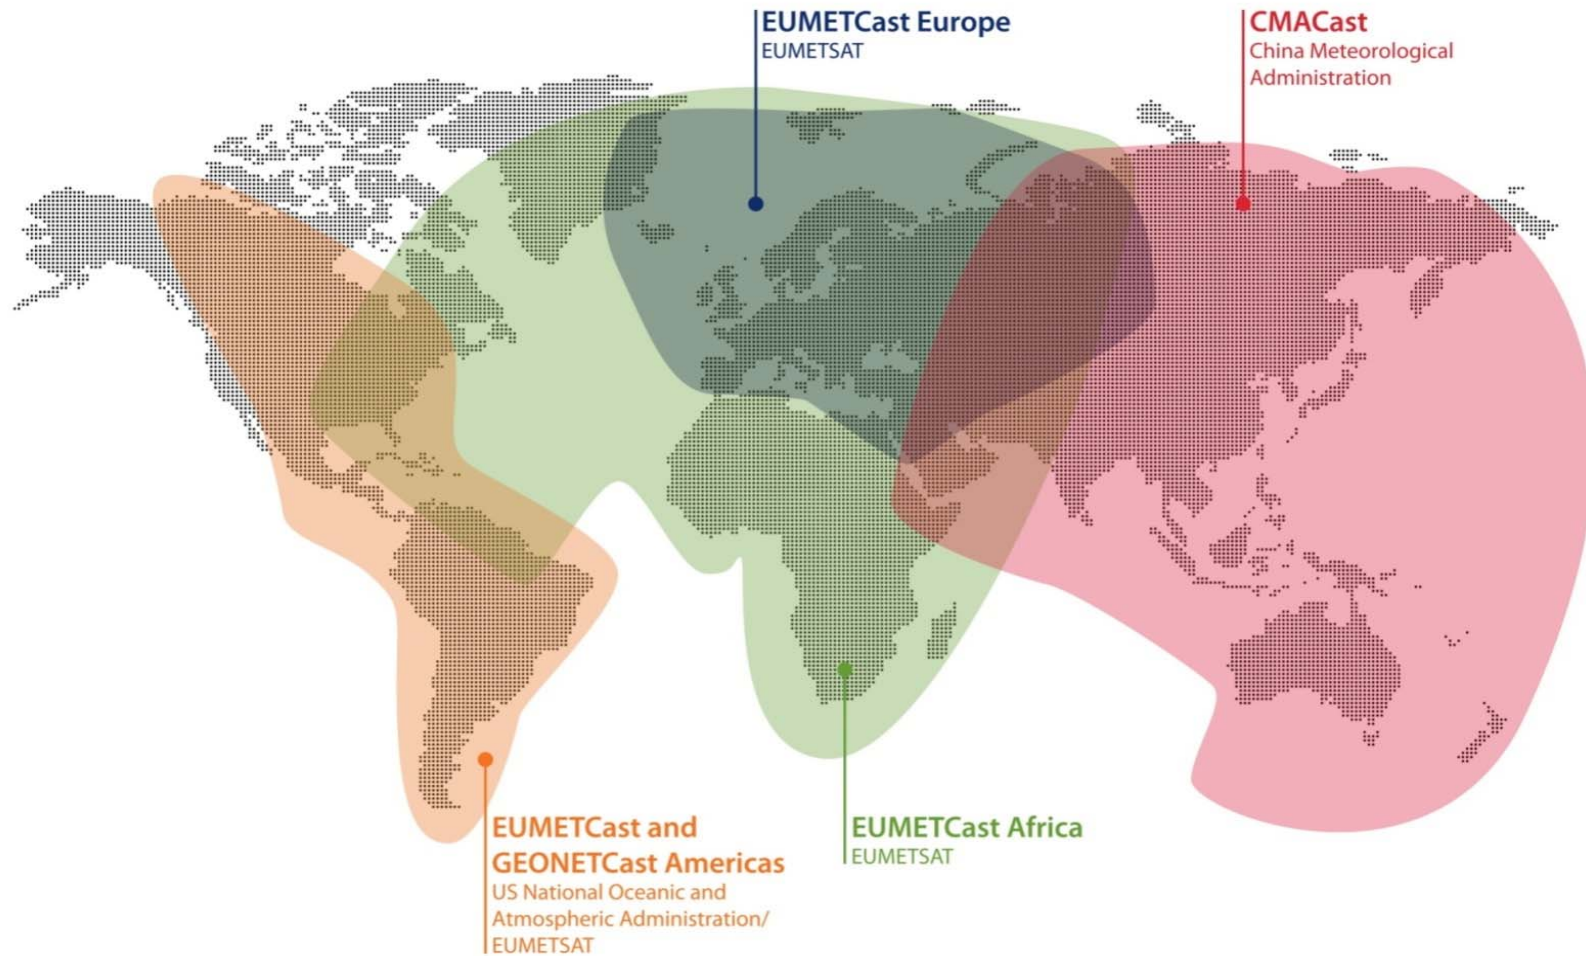 EUMETCast Europe
EUMETSAT
CMACast
China Meteorological
Administration
EUMETCast and
GEONETCast Americas
US National Oceanic and
Atmospheric Administration/
EUMETSAT
EUMETCast Africa
EUMETSAT